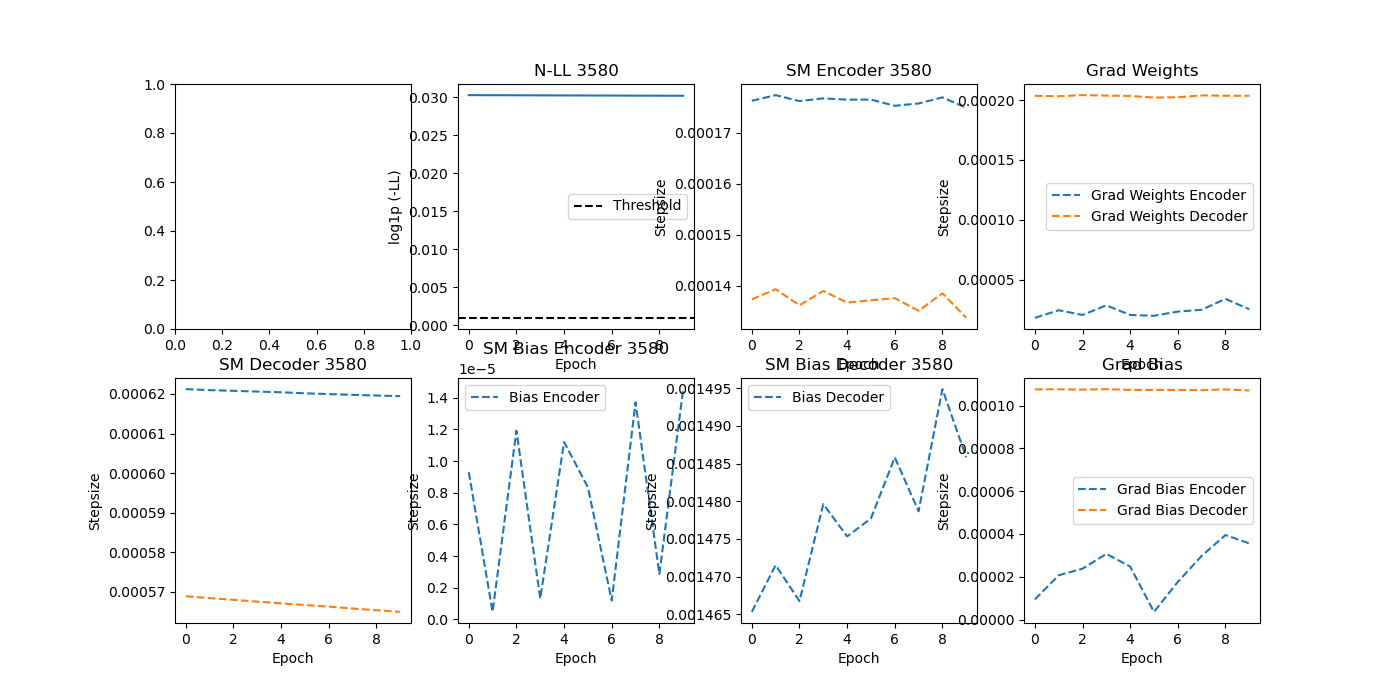 N-LL 3580
SM Encoder 3580
Grad Weights
1.0
0.8
0.6
0.4
0.2
0.0
0.0 0.2 0.4 0.6 0.8 1.0
log1p (-LL)
0.030
0.025
0.020
0.015
0.010
0.005
0.000
Threshold
0 2 4 6 8
Epoch
Stepsize
0.00017
0.00016
0.00015
0.00014
0 2 4 6 8
Epoch
Stepsize
0.00020
0.00015
0.00010
0.00005
Grad Weights Encoder
Grad Weights Decoder
0 2 4 6 8
Epoch
SM Decoder 3580
SM Bias Encoder 3580
SM Bias Decoder 3580
Grad Bias
Stepsize
0.00062
0.00061
0.00060
0.00059
0.00058
0.00057
0 2 4 6 8
Epoch
Stepsize
1e−5
1.4
1.2
1.0
0.8
0.6
0.4
0.2
0.0
Bias Encoder
0 2 4 6 8
Epoch
Stepsize
0.001495
0.001490
0.001485
0.001480
0.001475
0.001470
0.001465
Bias Decoder
0 2 4 6 8
Epoch
Stepsize
0.00010
0.00008
0.00006
0.00004
0.00002
0.00000
Grad Bias Encoder
Grad Bias Decoder
0 2 4 6 8
Epoch